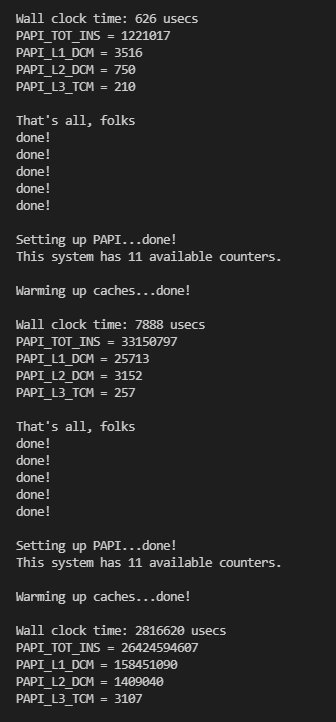 Wall clock time: 626 usecs
PAPI_TOT_INS = 1221017
PAPI_L1_DCM = 3516
PAPI_L2_DCM = 750
PAPI_L3_TCM = 210
That's all, folks
done!
done!
done!
done!
done!
Setting up PAPI...done!
This system has 11 available counters.
Warming up caches...done!
Wall clock time: 7888 usecs
PAPI_TOT_INS = 33150797
PAPI_L1_DCM = 25713
PAPI_L2_DCM = 3152
PAPI_L3_TCM = 257
That's all, folks
done!
done!
done!
done!
done!
Setting up PAPI...done!
This system has 11 available counters.
Warming up caches...done!
Wall clock time: 2816620 usecs
PAPI_TOT_INS = 26424594607
PAPI_L1_DCM = 158451090
PAPI_L2_DCM = 1409040
PAPI_L3_TCM = 3107